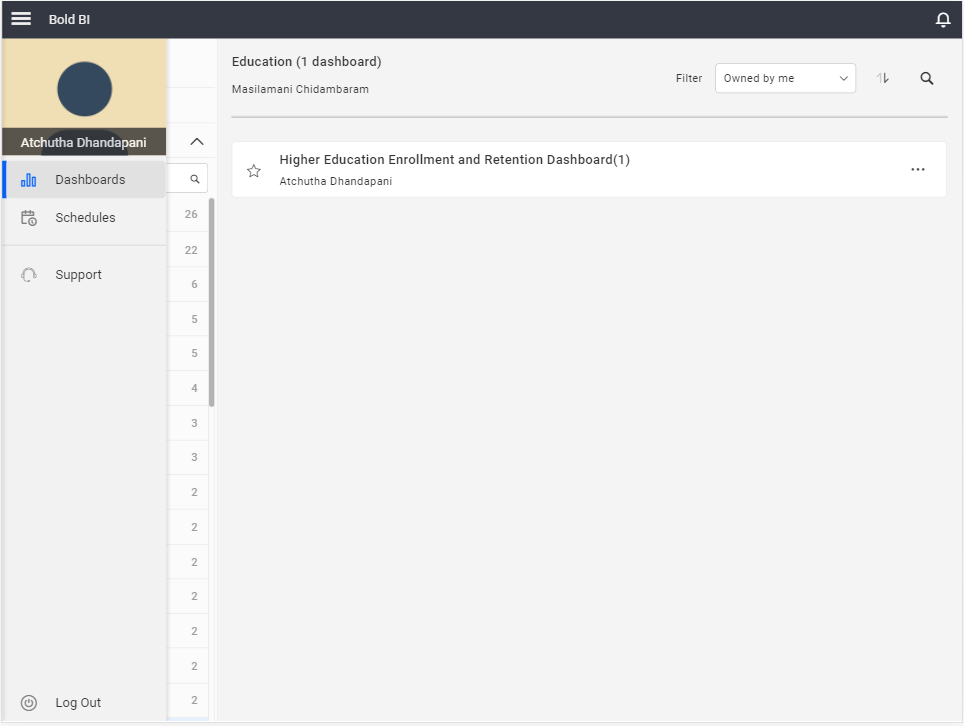 Bold BI
Atchutha Dhandapani
Dashboards
Schedules
Support
Log Out
26
22
6
5
5
4
3
3
2
2
2
2
2
2
2
Education (1 dashboard)
Masilamani Chidambaram
Filter
Owned by me
Higher Education Enrollment and Retention Dashboard(1)
Atchutha Dhandapani